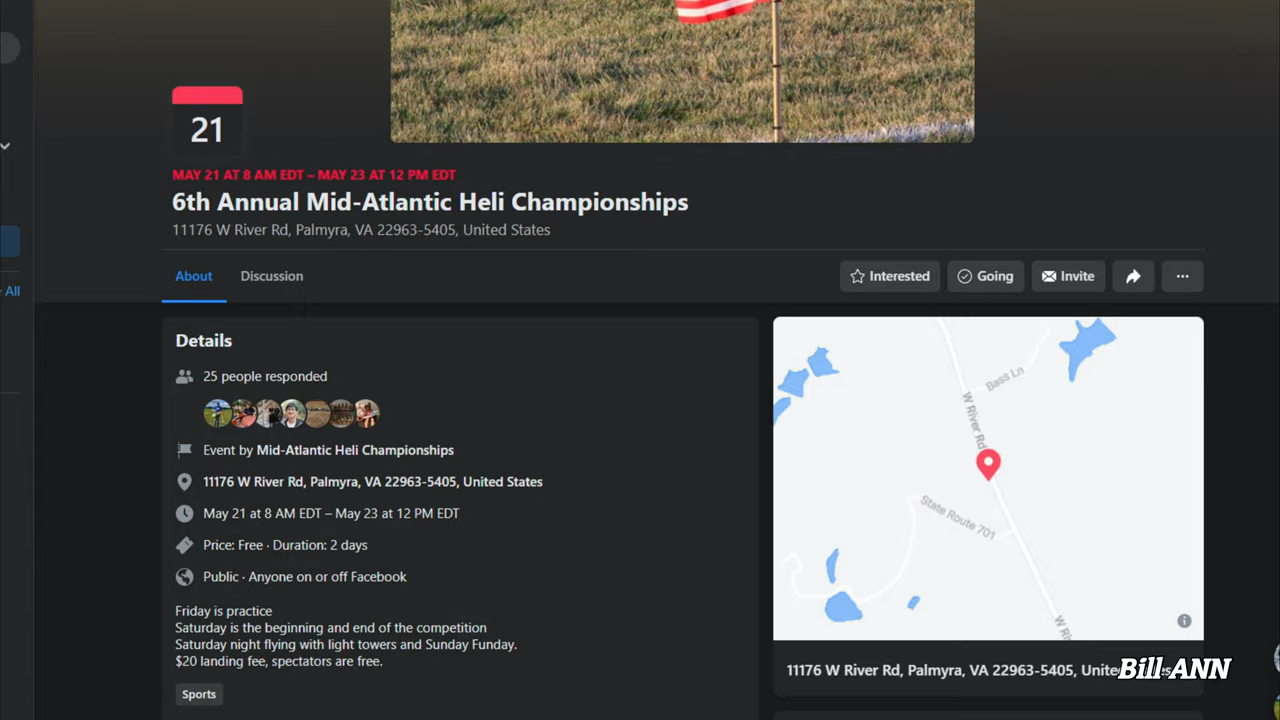 21
MAY 21 AT 8 AM EDT – MAY 23 AT 12 PM EDT
6th Annual Mid-Atlantic Heli Championships
11176 W River Rd, Palmyra, VA 22963-5405, United States
All
About
Discussion
Interested
Going
Invite
Details
25 people responded
Event by Mid-Atlantic Heli Championships
11176 W River Rd, Palmyra, VA 22963-5405, United States
May 21 at 8 AM EDT – May 23 at 12 PM EDT
Price: Free · Duration: 2 days
Public · Anyone on or off Facebook
Friday is practice
Saturday is the beginning and end of the competition
Saturday night flying with light towers and Sunday Funday.
$20 landing fee, spectators are free.
Sports
Bass Ln
W River Rd
State Route 701
11176 W River Rd, Palmyra, VA 22963-5405,
Bill ANN